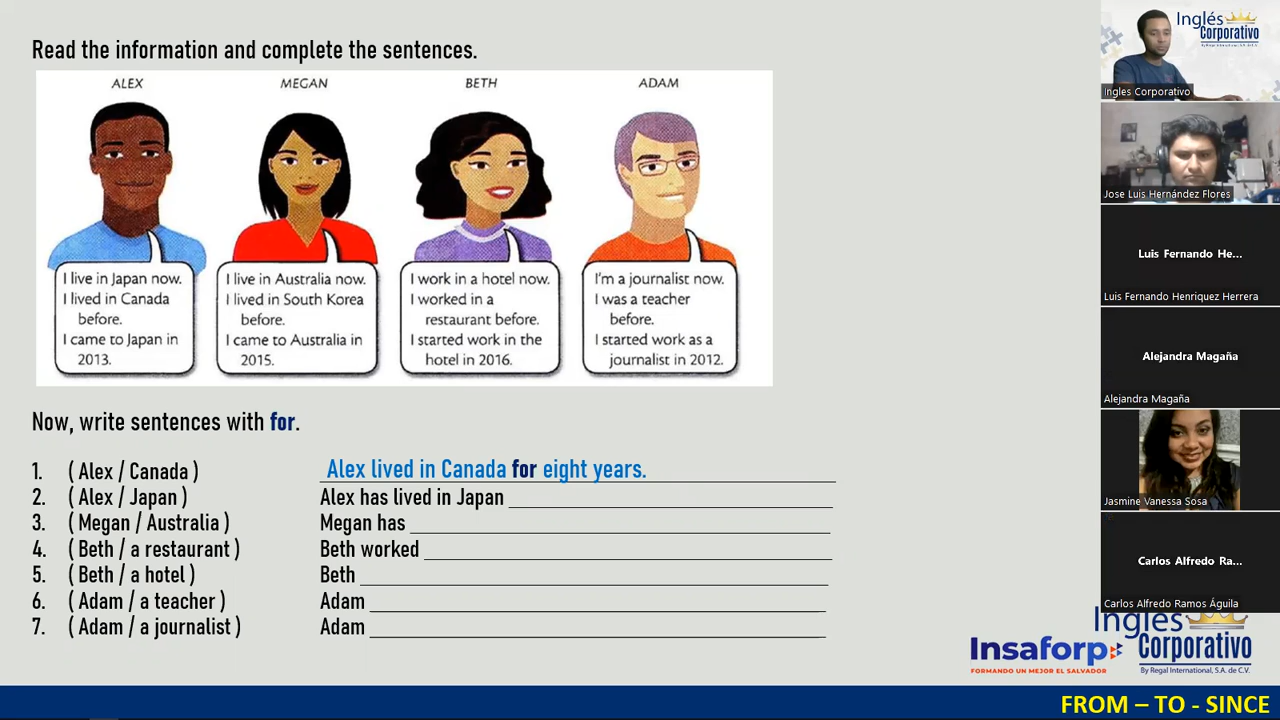 Read the information and complete the sentences.
ALEX
MEGAN
BETH
ADAM
I live in Japan now.
I lived in Canada
before.
I came to Japan in
2013.
I live in Australia now.
I lived in South Korea
before.
I came to Australia in
2015.
I work in a hotel now.
I worked in a
restaurant before.
I started work in the
hotel in 2016.
I'm a journalist now.
I was a teacher
before.
I started work as a
journalist in 2012.
Now, write sentences with for.
1. ( Alex / Canada ) Alex lived in Canada for eight years.
2. ( Alex / Japan ) Alex has lived in Japan
3. ( Megan / Australia ) Megan has
4. ( Beth / a restaurant ) Beth worked
5. ( Beth / a hotel ) Beth
6. ( Adam / a teacher ) Adam
7. ( Adam / a journalist ) Adam
Insaforp
FORMANDO UN MEJOR EL SALVADOR
Inglés
Corporativo
By Regal International, S.A. de C.V.
FROM – TO - SINCE
Inglés
Corporativo
By Regal International, S.A. de C.V.
Ingles Corporativo
Jose Luis Hernández Flores
Luis Fernando He...
Luis Fernando Henriquez Herrera
Alejandra Magaña
Alejandra Magaña
Jasmine Vanessa Sosa
Carlos Alfredo Ra...
Carlos Alfredo Ramos Águila